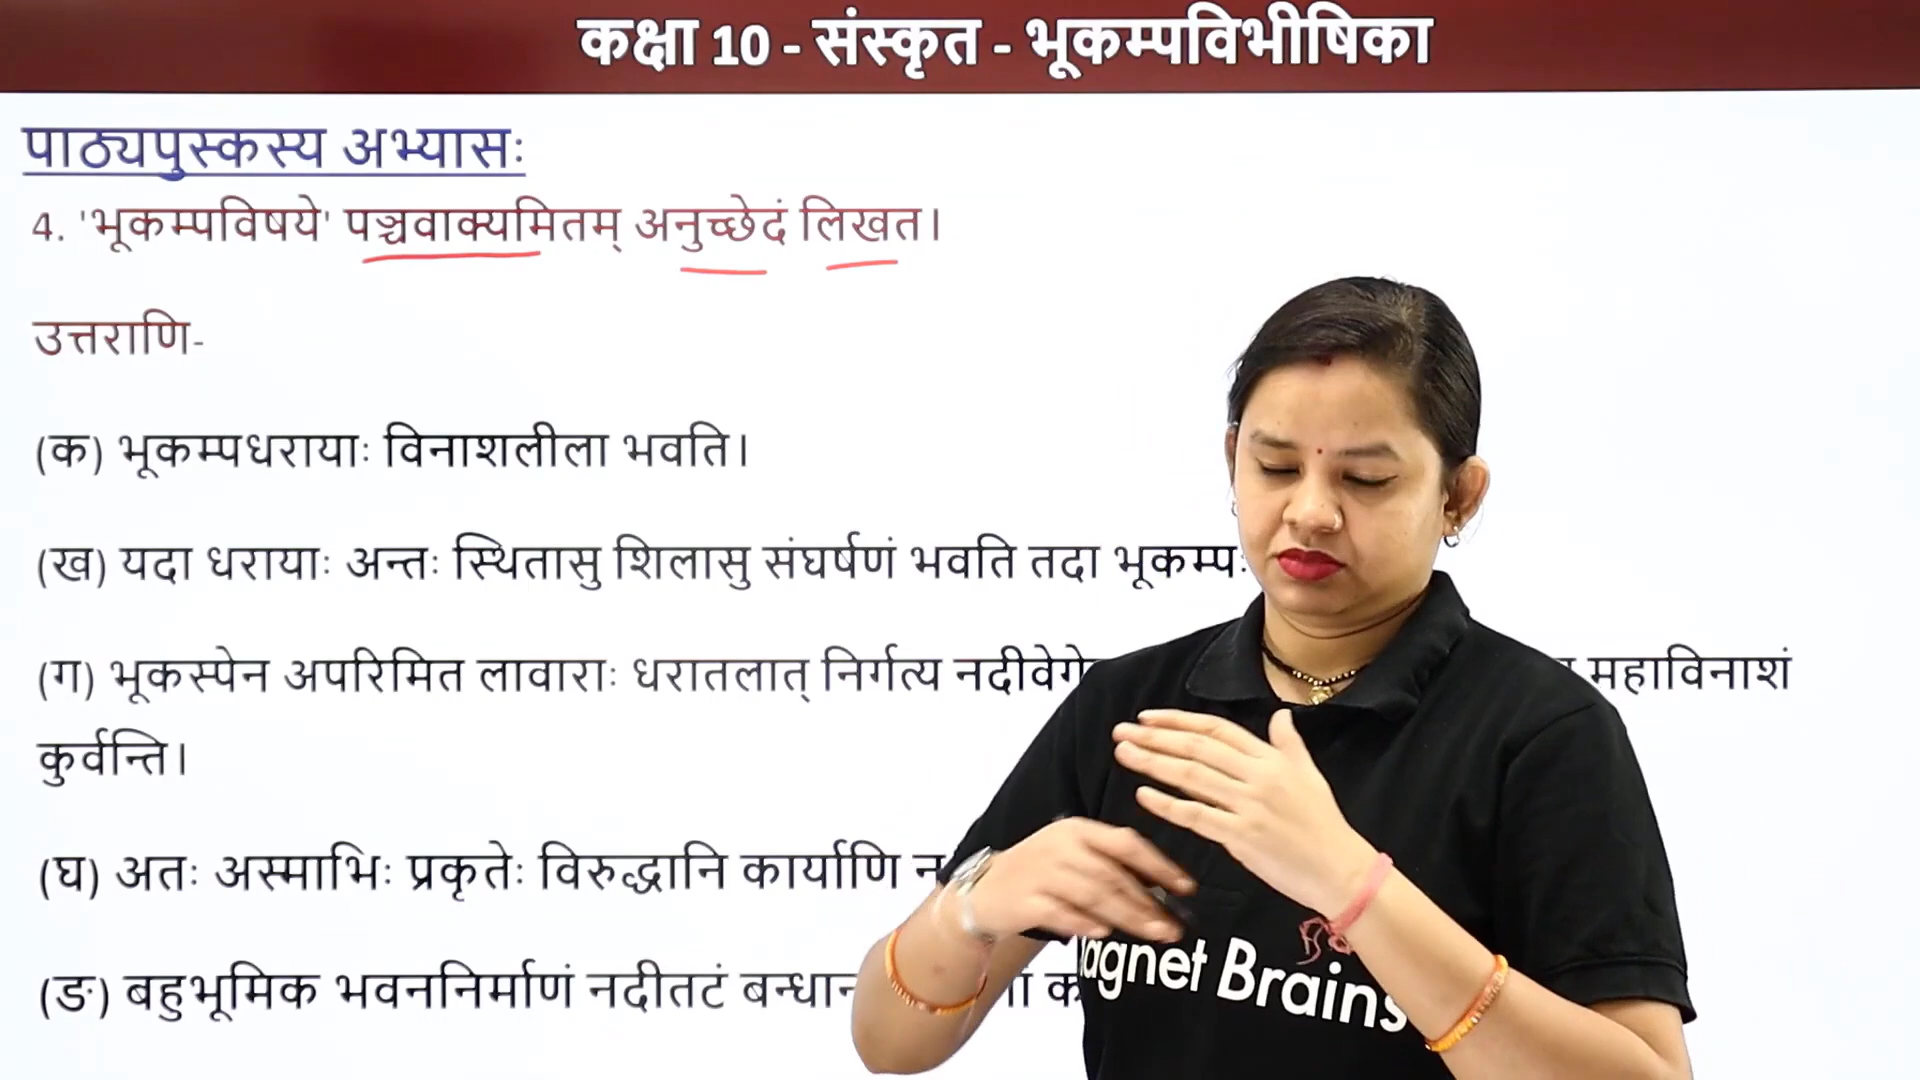 कक्षा 10 - संस्कृत - भूकम्पविभीषिका
पाठ्यपुस्कस्य अभ्यासः
4. 'भूकम्पविषये' पञ्चवाक्यमितम् अनुच्छेदं लिखत।
उत्तराणि-
(क) भूकम्पधरायाः विनाशलीला भवति।
(ख) यदा धरायाः अन्तः स्थितासु शिलासु संघर्षणं भवति तदा भूकम्पः
(ग) भूकस्पेन अपरिमित लावाराः धरातलात् निर्गत्य महाविनाशं
कुर्वन्ति।
(घ) अतः अस्माभिः प्रकृतेः विरुद्धानि कार्याणि
(ङ) बहुभूमिक भवननिर्माणं नदीतटं
agnet Brains